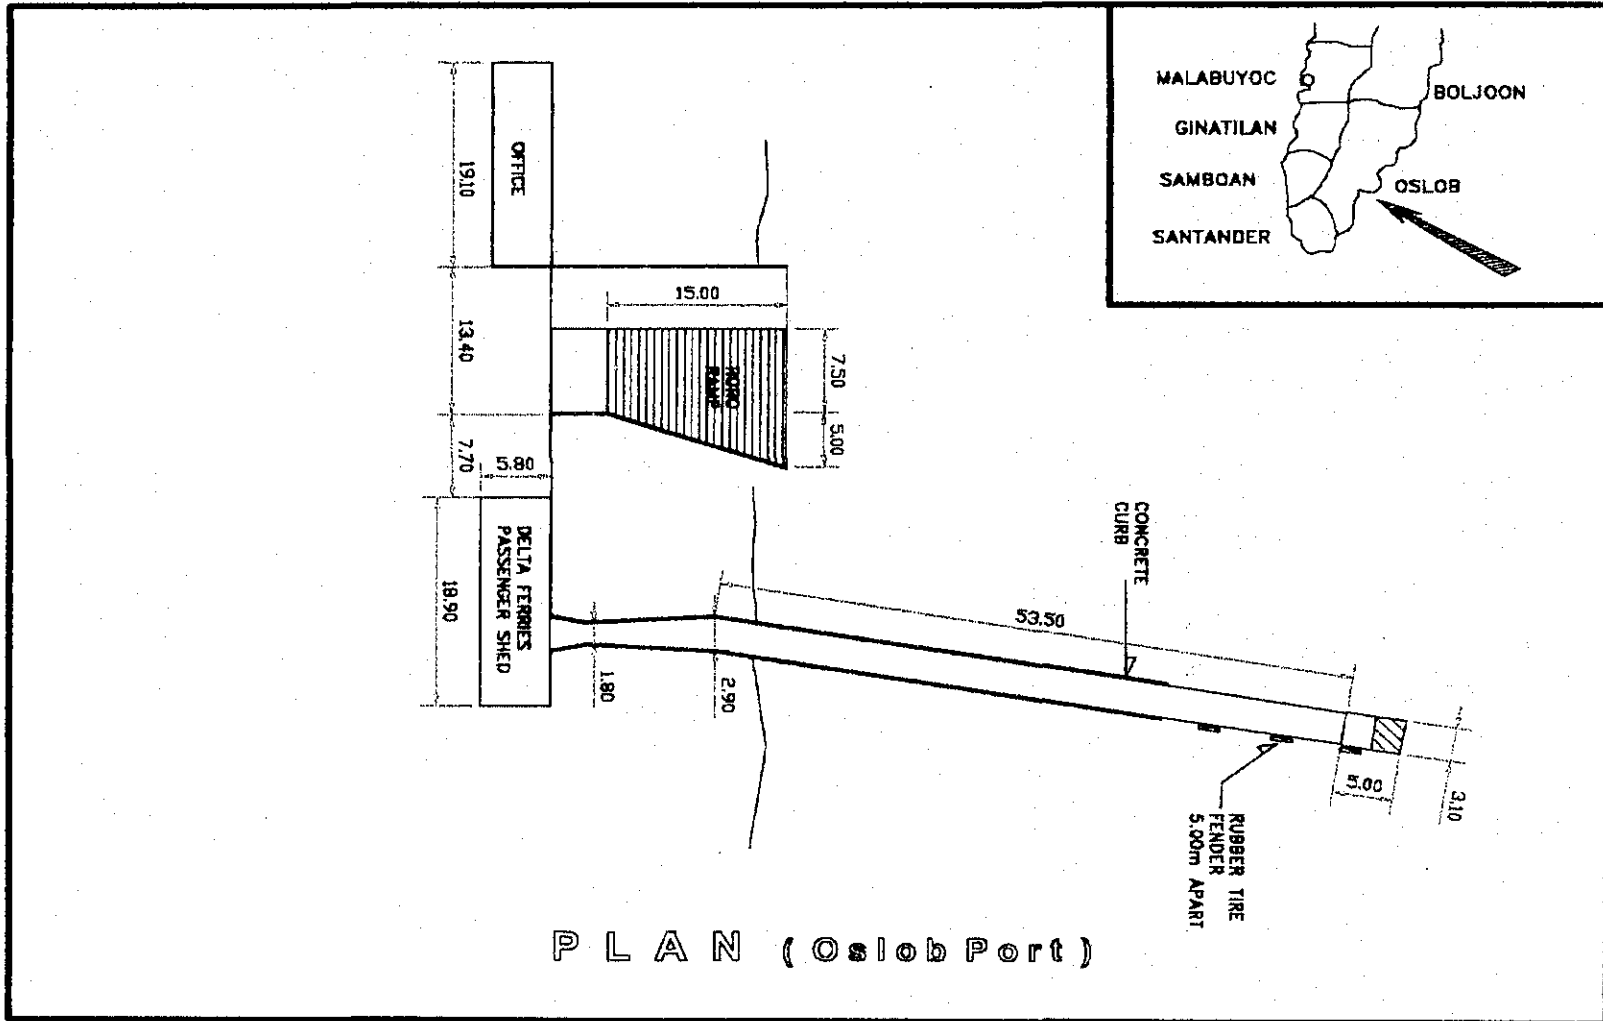 MALABUYOC
BOLJOON
GINATILAN
SAMBOAN
OSLOB
SANTANDER
19.10
OFFICE
13.40
15.00
7.50
RORO
RAMP
5.00
7.70
5.80
18.90
DELTA FERRIES
PASSENGER SHED
1.80
2.90
53.50
CONCRETE
CURB
5.00
3.10
RUBBER TIRE
FENDER
5.00m APART
PLAN (Oslob Port)